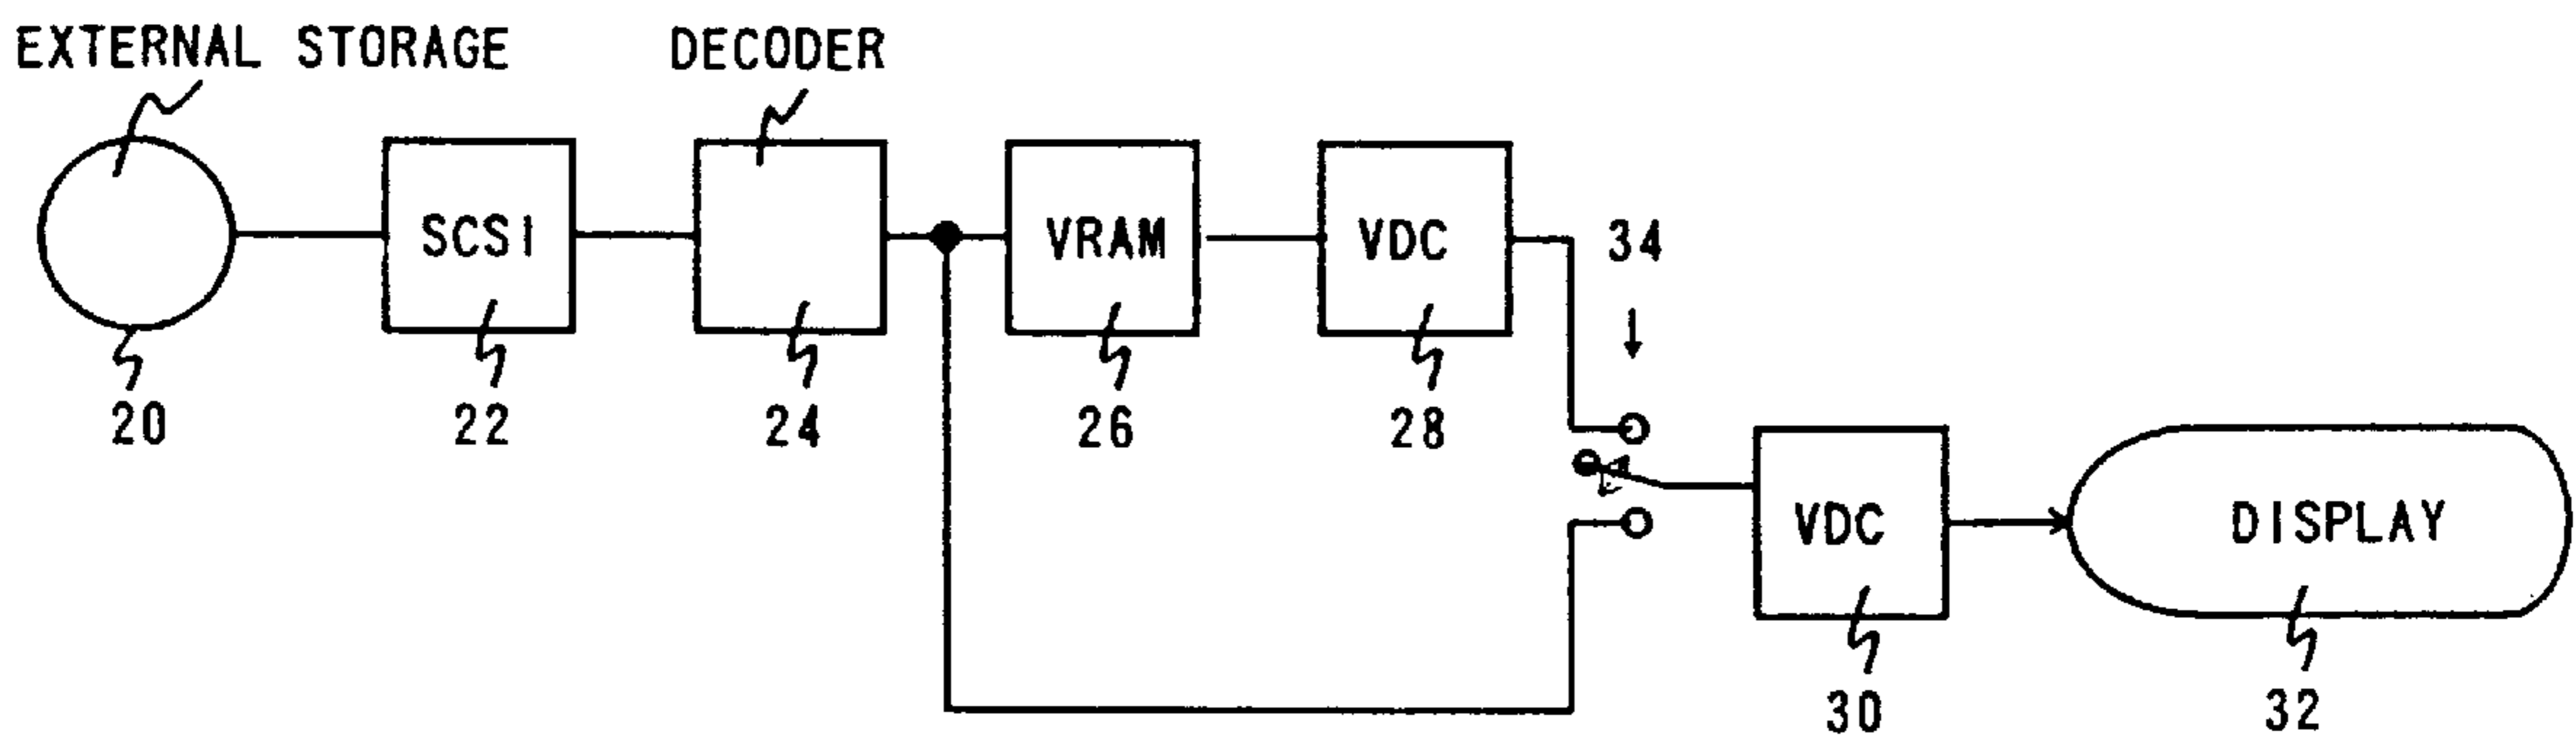 EXTERNAL STORAGE
DECODER
SCSI
VRAM
VDC
34
20
22
24
26
28
VDC
DISPLAY
30
32